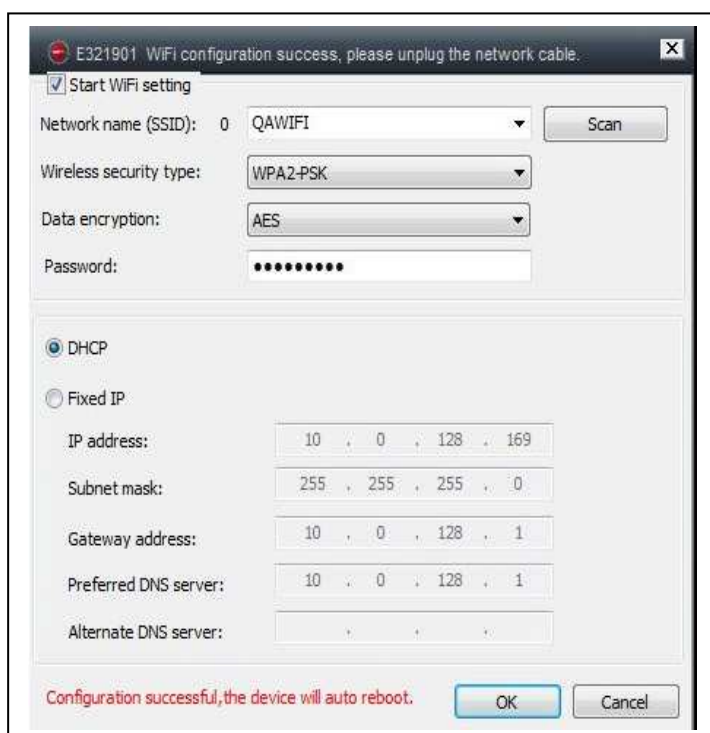 E321901 WiFi configuration success, please unplug the network cable.
Start WiFi setting
Network name (SSID): 0 QAWIFI Scan
Wireless security type: WPA2-PSK
Data encryption: AES
Password: •••••••••
DHCP
Fixed IP
IP address: 10 . 0 . 128 . 169
Subnet mask: 255 . 255 . 255 . 0
Gateway address: 10 . 0 . 128 . 1
Preferred DNS server: 10 . 0 . 128 . 1
Alternate DNS server: . . .
Configuration successful,the device will auto reboot. OK Cancel